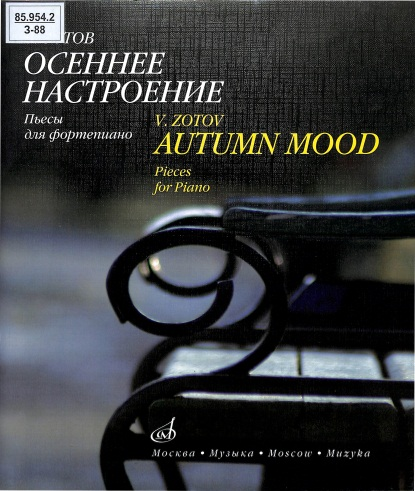 85.954.2
З-88
ОСЕННЕЕ
НАСТРОЕНИЕ
Пьесы
для фортепиано
V. ZOTOV
AUTUMN MOOD
Pieces
for Piano
Москва • Музыка • Moscow • Muzyka